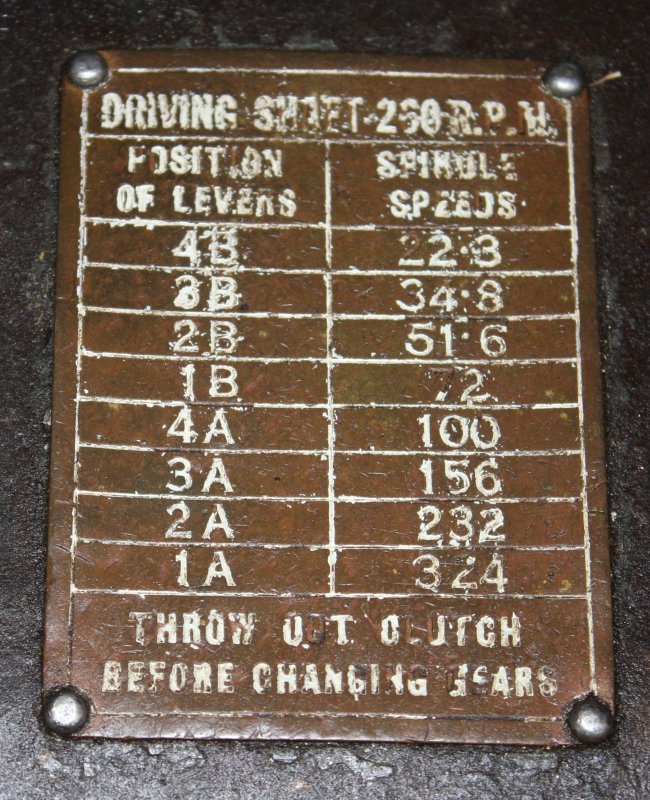 DRIVING SHAFT 260 R.P.M.
POSITION OF LEVERS SPINDLE SPEEDS
4B 22·3
3B 34·8
2B 51·6
1B 72
4A 100
3A 156
2A 232
1A 324
THROW OUT CLUTCH
BEFORE CHANGING GEARS